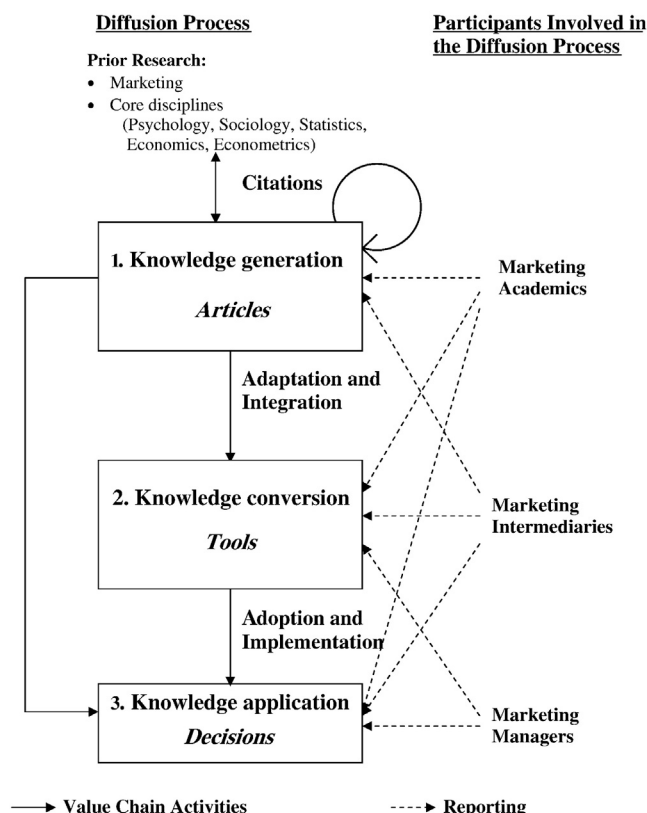 Diffusion Process
Participants Involved in
the Diffusion Process
Prior Research:
• Marketing
• Core disciplines
(Psychology, Sociology, Statistics,
Economics, Econometrics)
Citations
1. Knowledge generation
Articles
Marketing
Academics
Adaptation and
Integration
2. Knowledge conversion
Tools
Marketing
Intermediaries
Adoption and
Implementation
3. Knowledge application
Decisions
Marketing
Managers
Value Chain Activities
Reporting